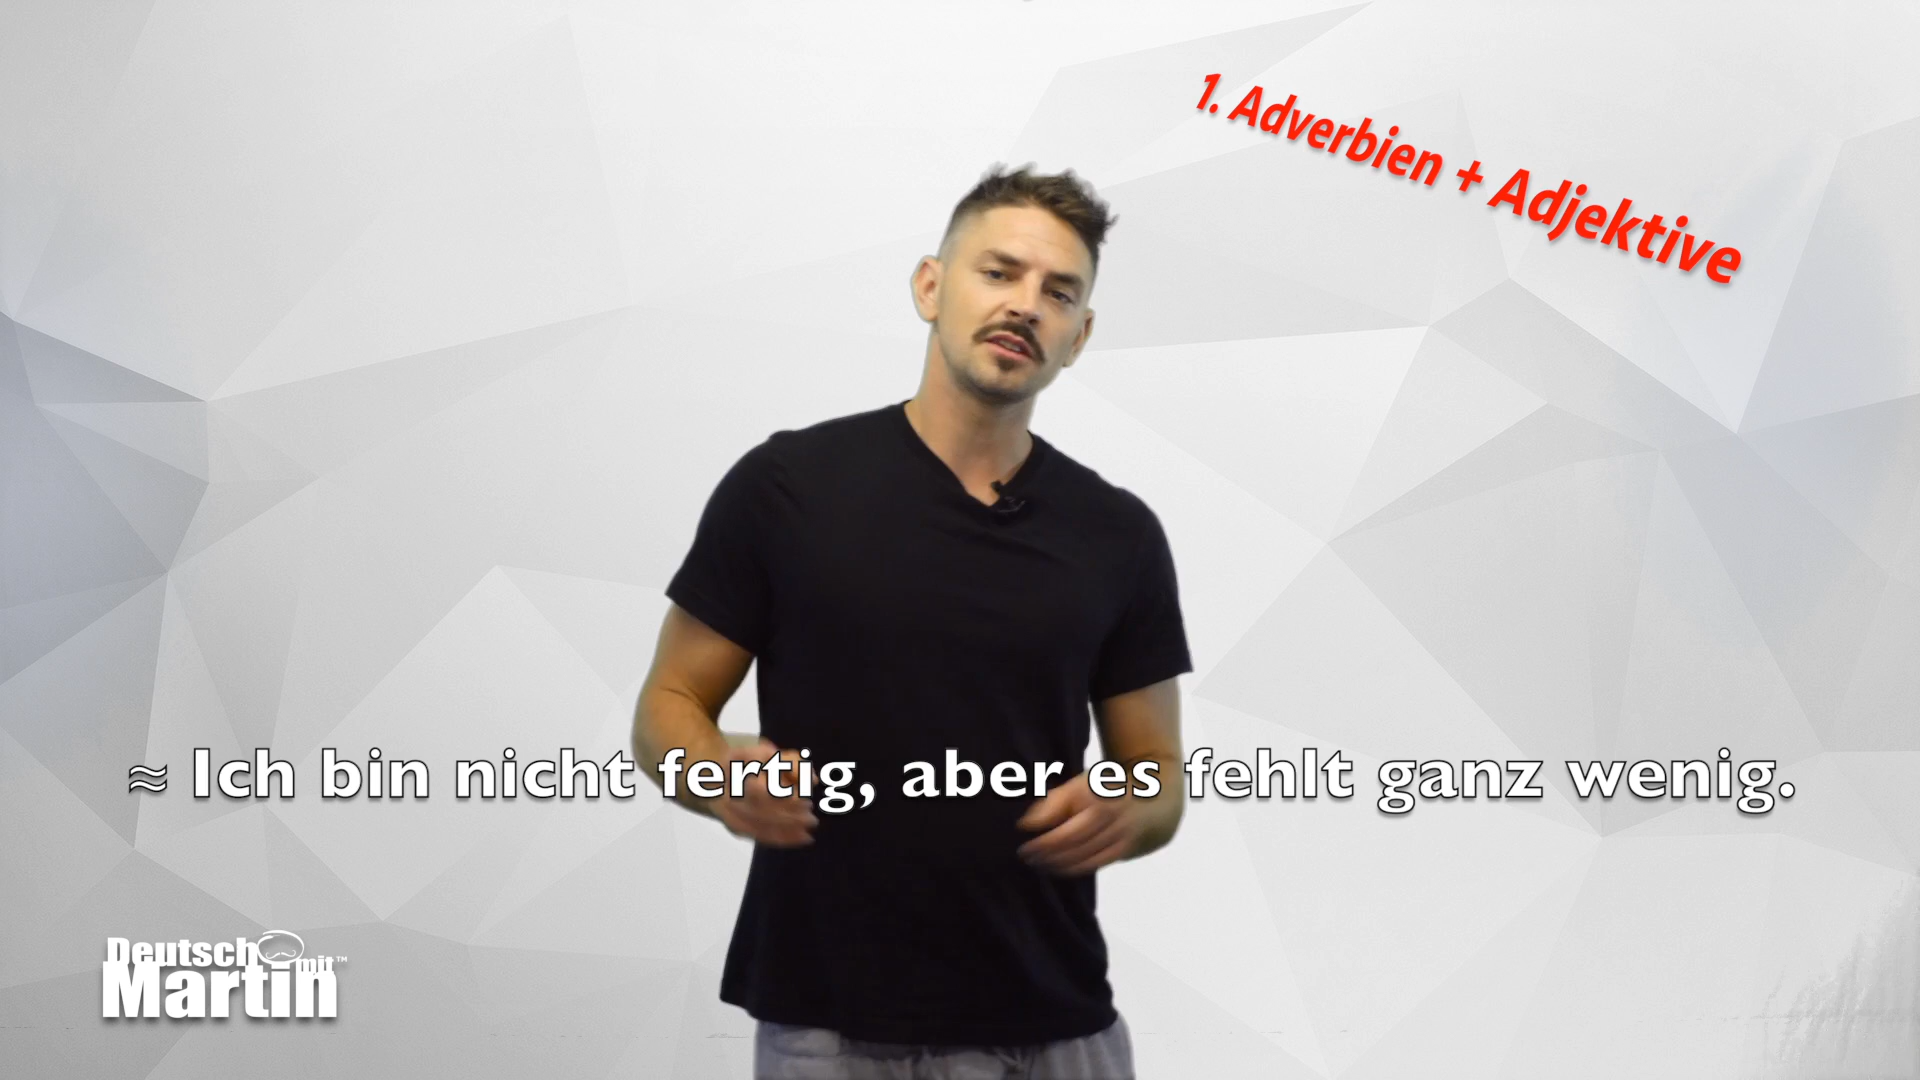 1. Adverbien + Adjektive
≈ Ich bin nicht fertig, aber es fehlt ganz wenig.
Deutsch
mit™
Martin